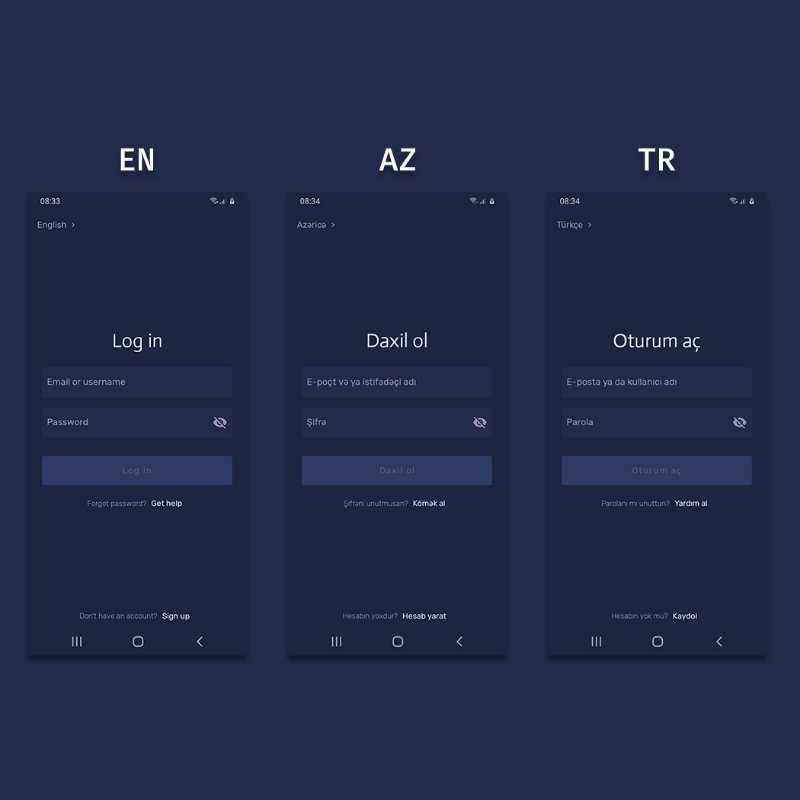 EN
08:33
English >
Log in
Email or username
Password
Log in
Forgot password? Get help
Don't have an account? Sign up
AZ
08:34
Azəricə >
Daxil ol
E-poçt və ya istifadəçi adı
Şifrə
Daxil ol
Şifrəni unutmusan? Kömək al
Hesabın yoxdur? Hesab yarat
TR
08:34
Türkçe >
Oturum aç
E-posta ya da kullanıcı adı
Parola
Oturum aç
Parolanı mı unuttun? Yardım al
Hesabın yok mu? Kaydol